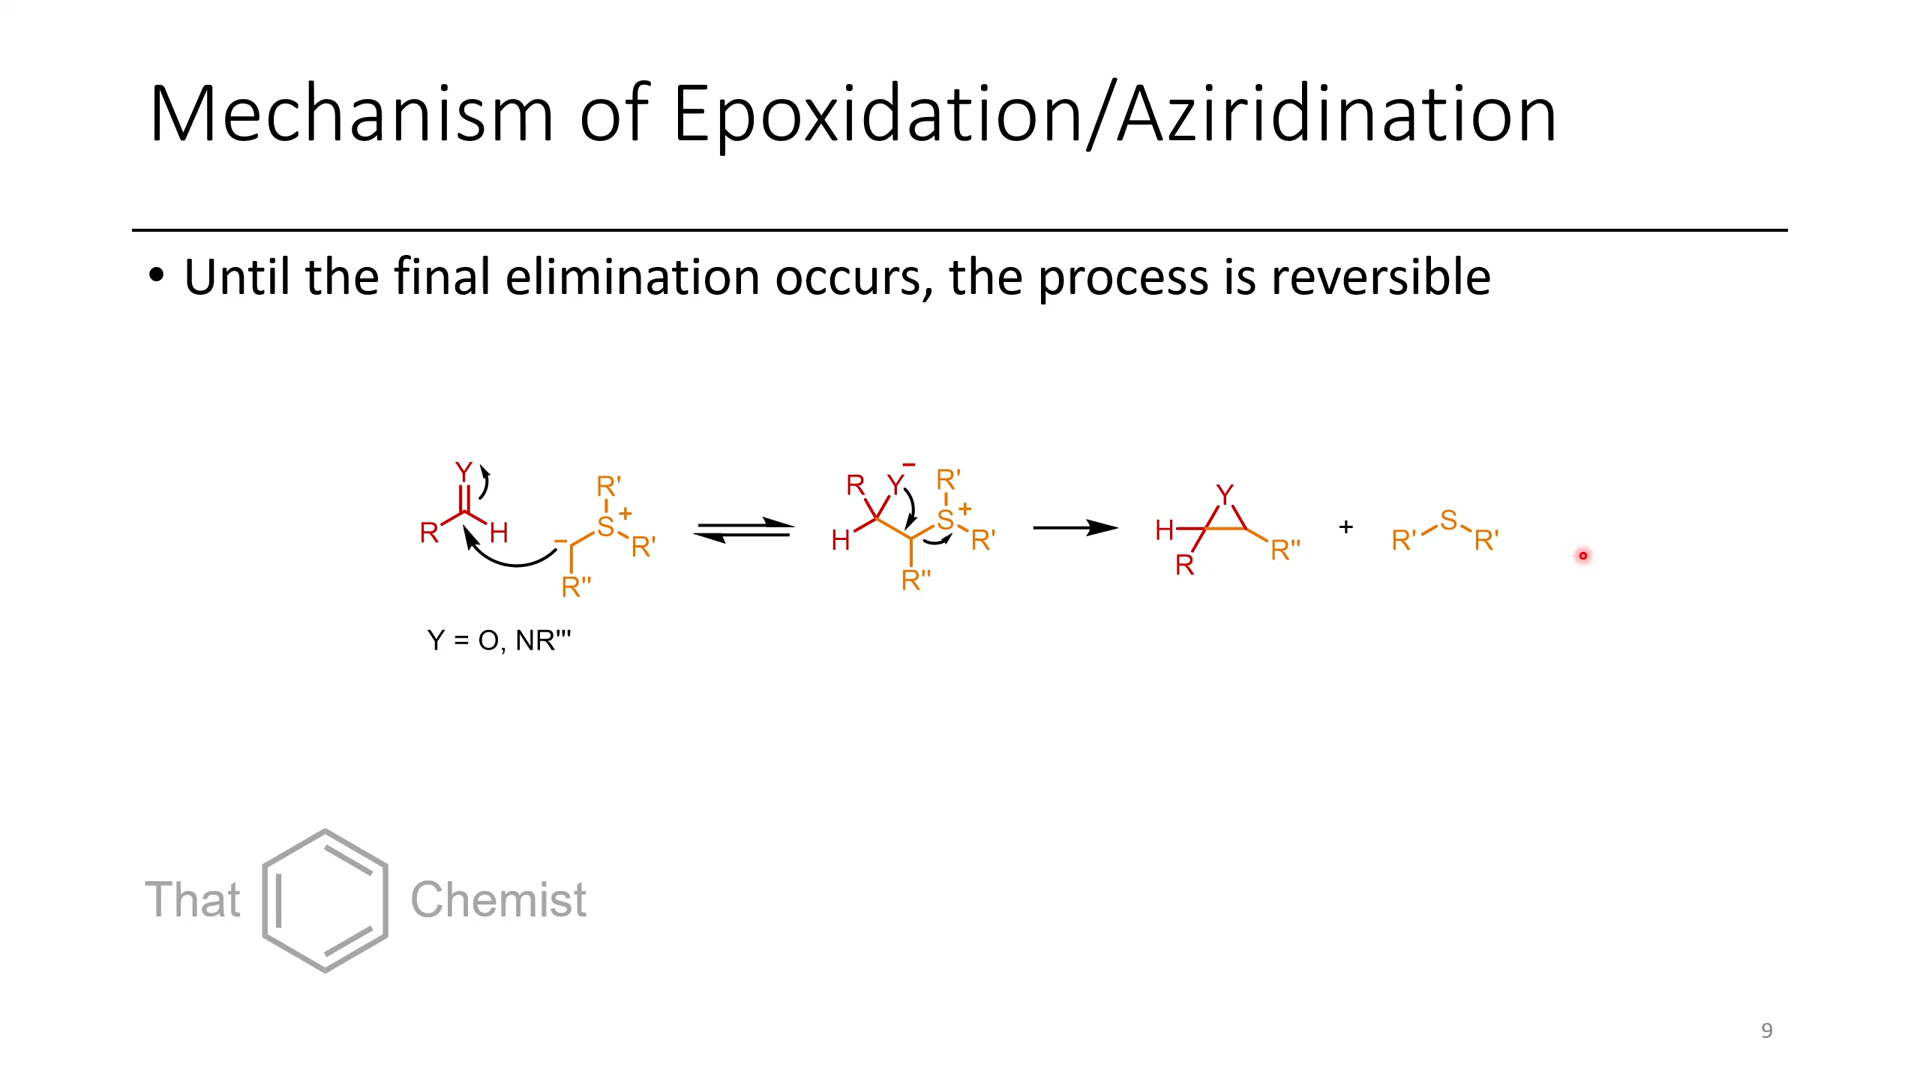 Mechanism of Epoxidation/Aziridination
• Until the final elimination occurs, the process is reversible
Y
R
H
−
R'
S
+
R'
R"
R
Y
−
H
R'
S
+
R'
R"
Y
H
R
R"
+
R'
S
R'
Y = O, NR'''
That Chemist
9